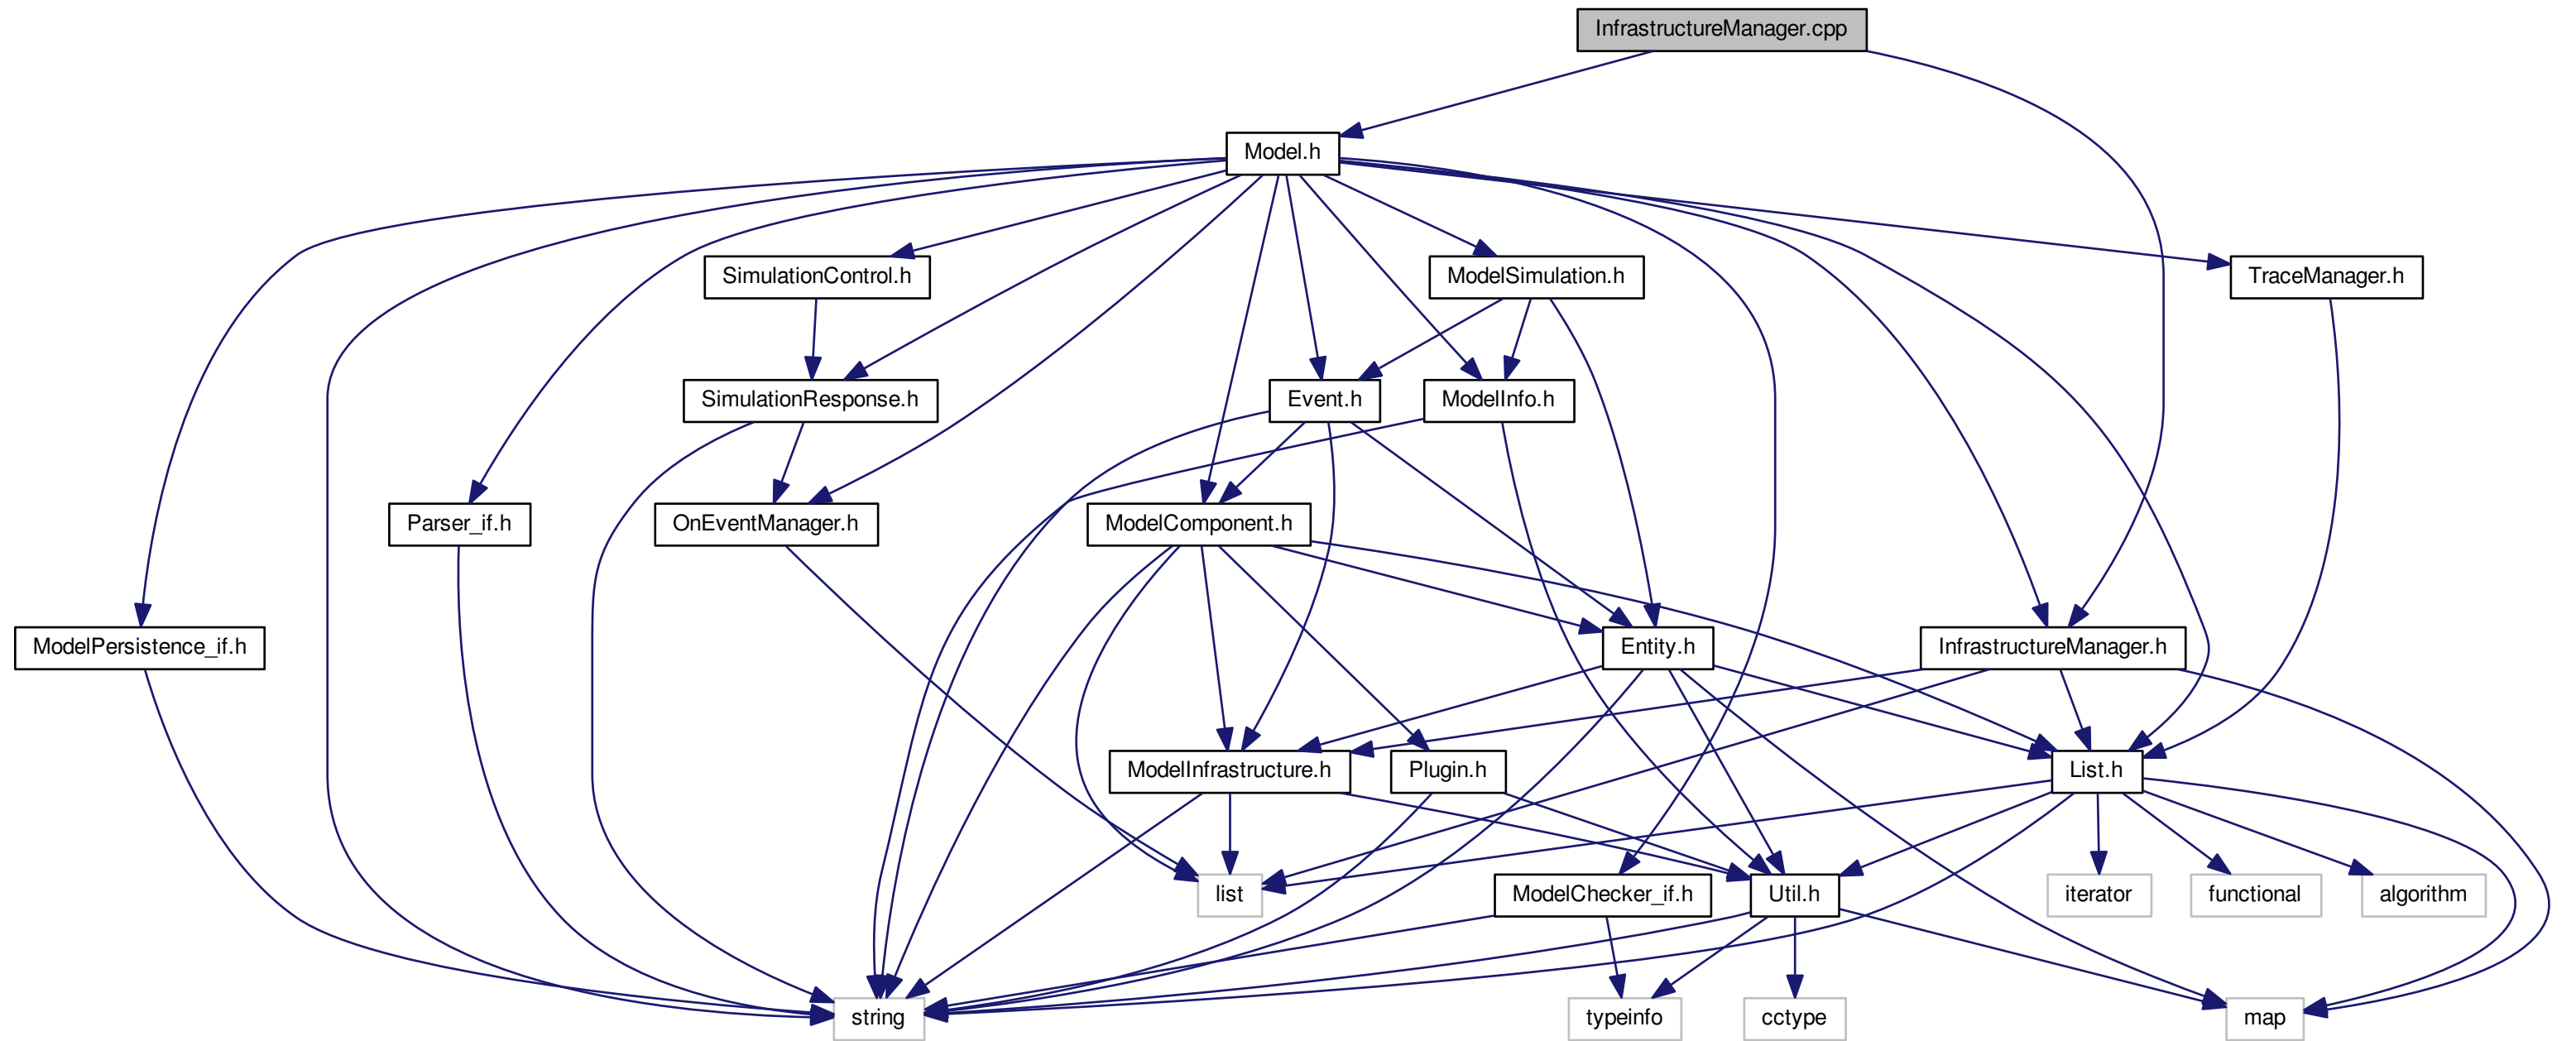 InfrastructureManager.cpp
Model.h
SimulationControl.h
ModelSimulation.h
TraceManager.h
SimulationResponse.h
Event.h
ModelInfo.h
Parser_if.h
OnEventManager.h
ModelComponent.h
ModelPersistence_if.h
Entity.h
InfrastructureManager.h
ModelInfrastructure.h
Plugin.h
List.h
list
ModelChecker_if.h
Util.h
iterator
functional
algorithm
string
typeinfo
cctype
map